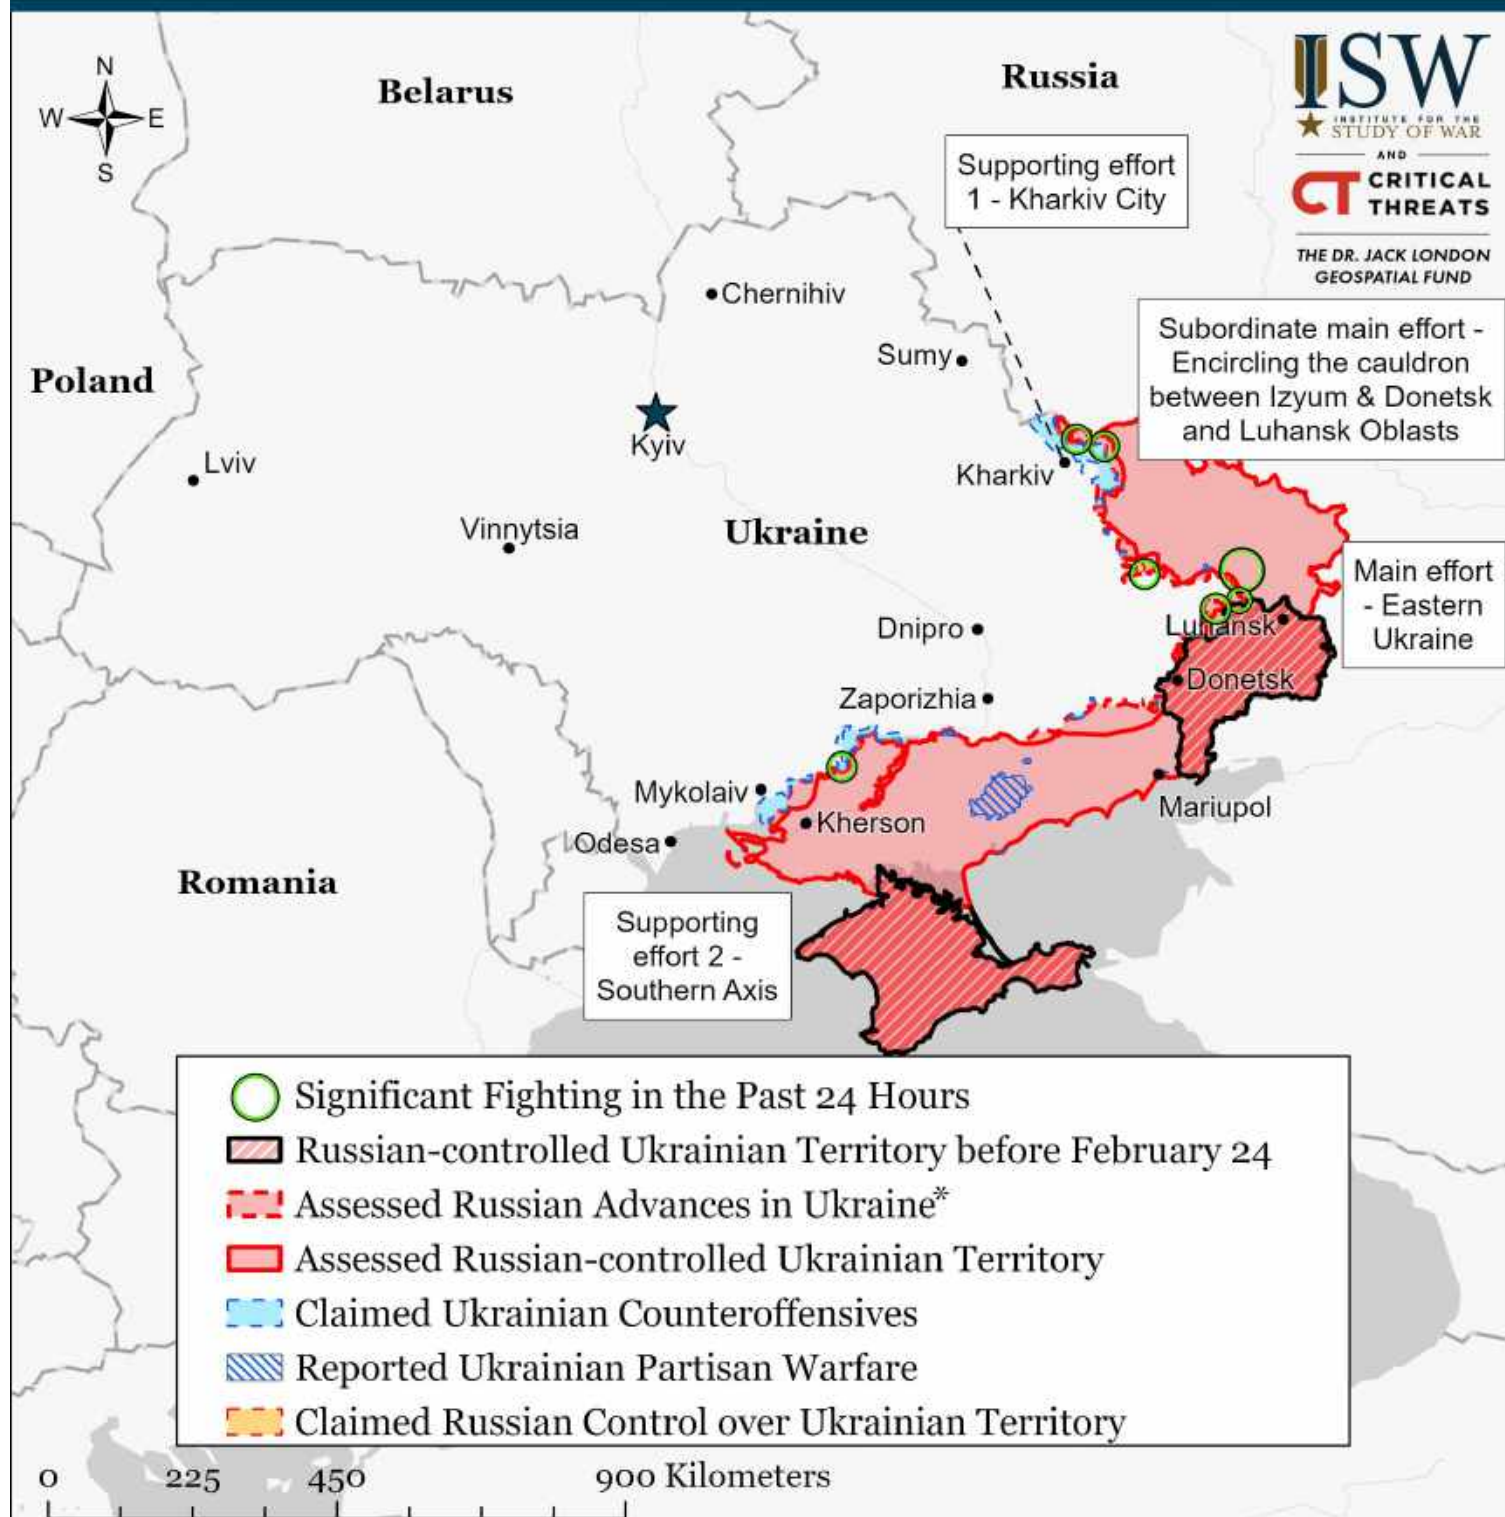 N
W
E
S
Belarus
Russia
ISW
INSTITUTE FOR THE
STUDY OF WAR
AND
CT CRITICAL
THREATS
THE DR. JACK LONDON
GEOSPATIAL FUND
Supporting effort
1 - Kharkiv City
Chernihiv
Subordinate main effort -
Encircling the cauldron
between Izyum & Donetsk
and Luhansk Oblasts
Sumy
Poland
Kyiv
Lviv
Kharkiv
Vinnytsia
Ukraine
Main effort
- Eastern
Ukraine
Dnipro
Luhansk
Donetsk
Zaporizhia
Mykolaiv
Mariupol
Kherson
Odesa
Romania
Supporting
effort 2 -
Southern Axis
Significant Fighting in the Past 24 Hours
Russian-controlled Ukrainian Territory before February 24
Assessed Russian Advances in Ukraine*
Assessed Russian-controlled Ukrainian Territory
Claimed Ukrainian Counteroffensives
Reported Ukrainian Partisan Warfare
Claimed Russian Control over Ukrainian Territory
0 225 450 900 Kilometers